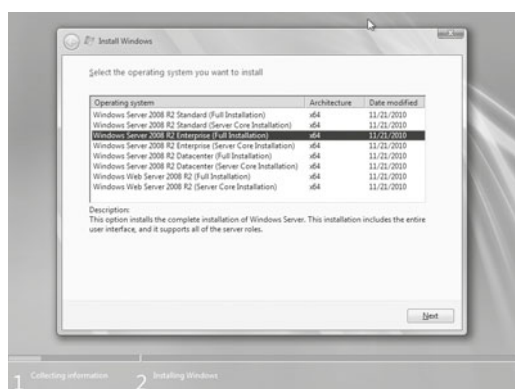 Install Windows
Select the operating system you want to install
Operating system Architecture Date modified
Windows Server 2008 R2 Standard (Full Installation) x64 11/21/2010
Windows Server 2008 R2 Standard (Server Core Installation) x64 11/21/2010
Windows Server 2008 R2 Enterprise (Full Installation) x64 11/21/2010
Windows Server 2008 R2 Enterprise (Server Core Installation) x64 11/21/2010
Windows Server 2008 R2 Datacenter (Full Installation) x64 11/21/2010
Windows Server 2008 R2 Datacenter (Server Core Installation) x64 11/21/2010
Windows Web Server 2008 R2 (Full Installation) x64 11/21/2010
Windows Web Server 2008 R2 (Server Core Installation) x64 11/21/2010
Description:
This option installs the complete installation of Windows Server. This installation includes the entire
user interface, and it supports all of the server roles.
Next
1 Collecting information 2 Installing Windows